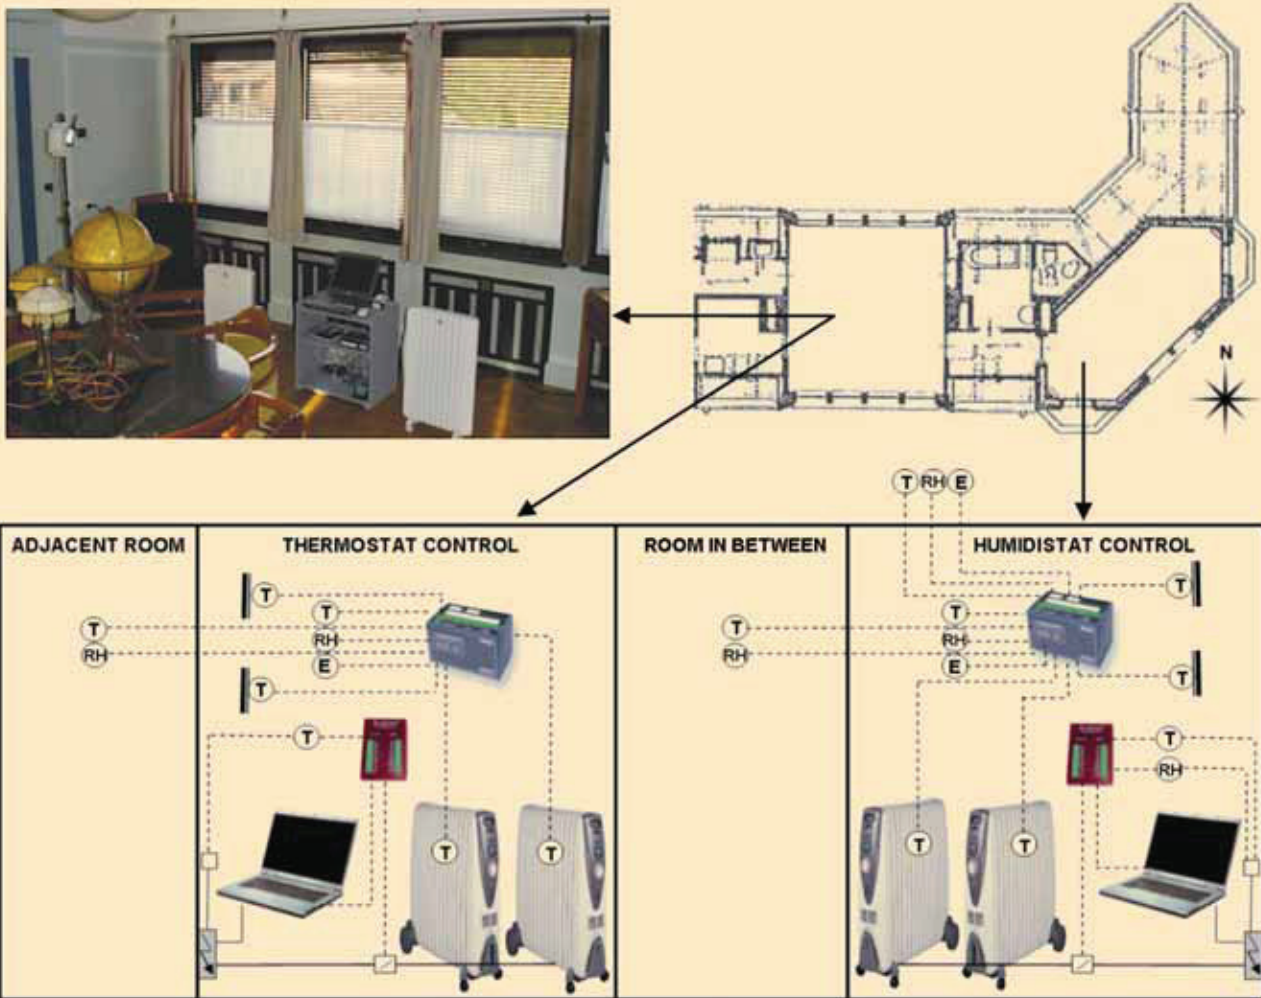 N
T RH E
ADJACENT ROOM
THERMOSTAT CONTROL
ROOM IN BETWEEN
HUMIDISTAT CONTROL
T
T
T
RH
E
T
RH
T
T
T
T
T
T
RH
E
T
RH
T
T
T
RH
T
T